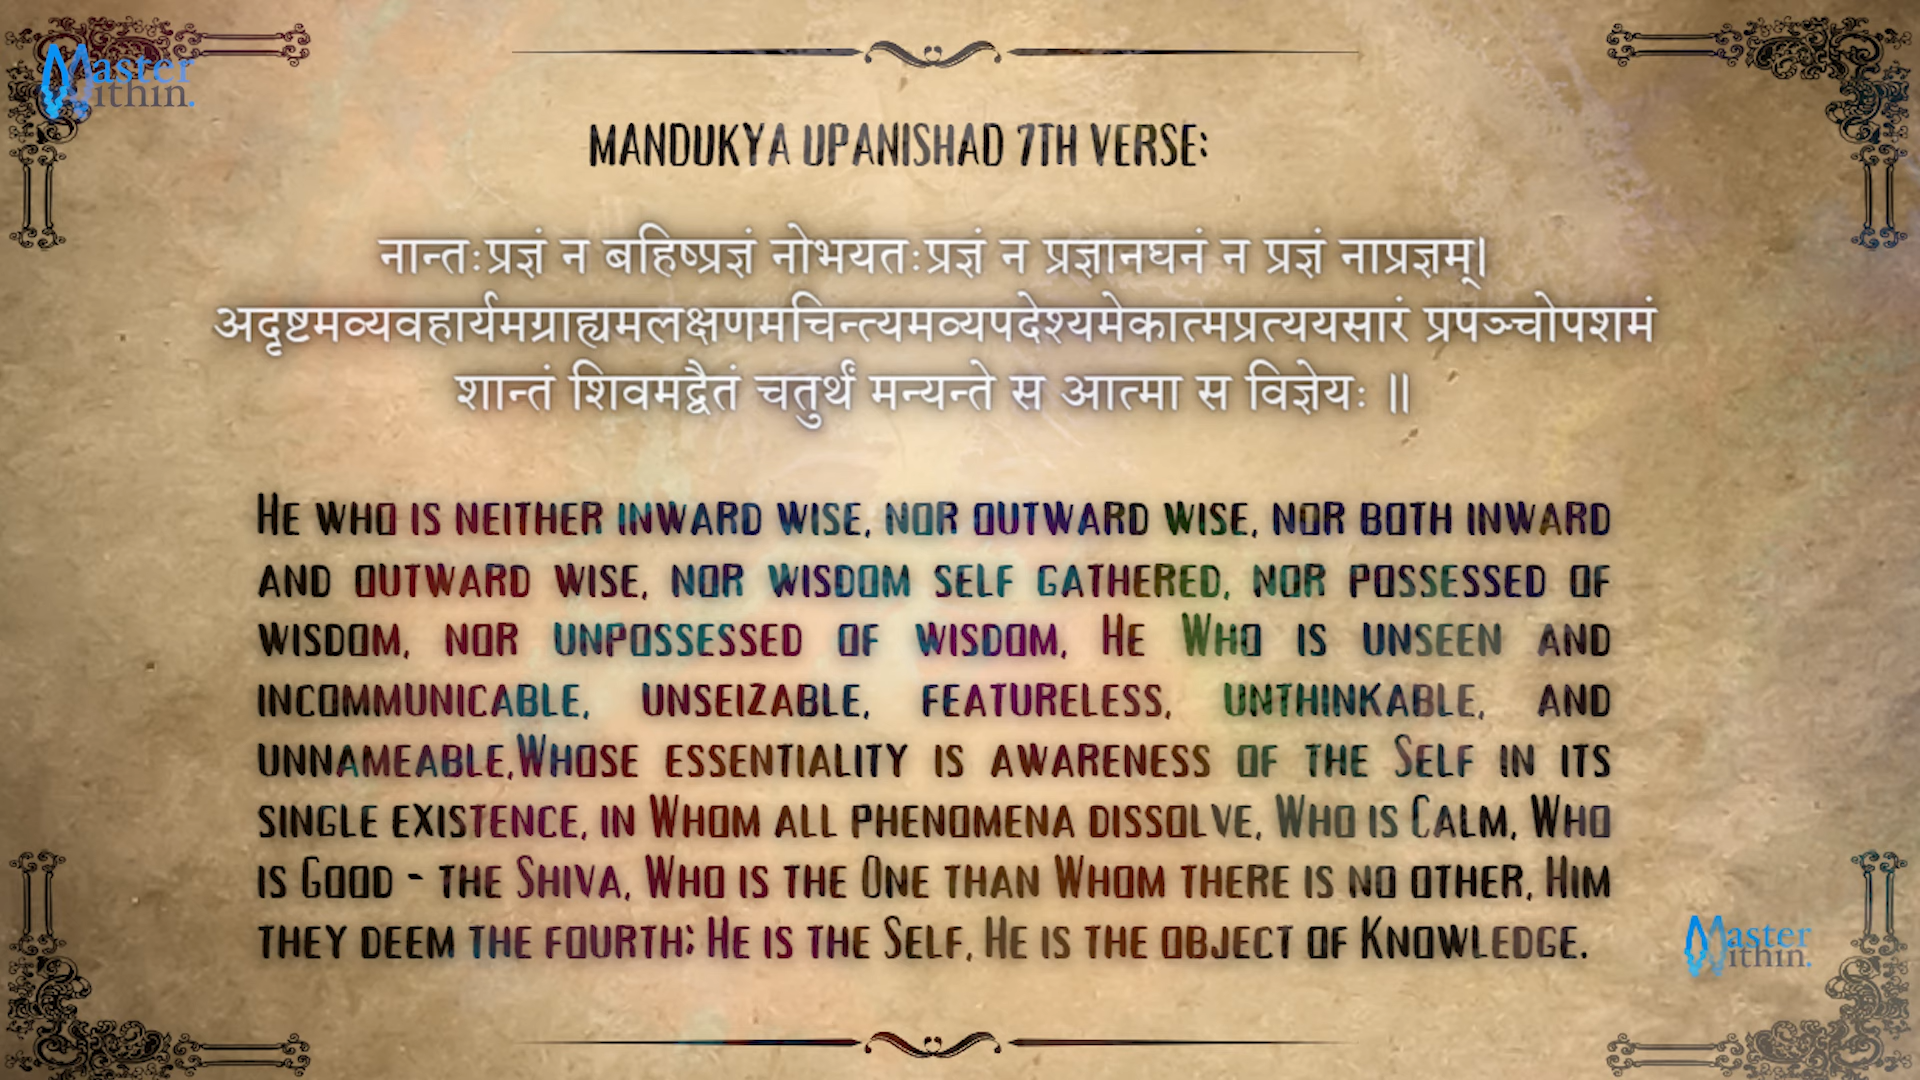 Master
Within.
MANDUKYA UPANISHAD 7TH VERSE:
नान्तःप्रज्ञं न बहिष्प्रज्ञं नोभयतःप्रज्ञं न प्रज्ञानघनं न प्रज्ञं नाप्रज्ञम्।
अदृष्टमव्यवहार्यमग्राह्यमलक्षणमचिन्त्यमव्यपदेश्यमेकात्मप्रत्ययसारं प्रपञ्चोपशमं
शान्तं शिवमद्वैतं चतुर्थं मन्यन्ते स आत्मा स विज्ञेयः ॥
He who is neither inward wise, nor outward wise, nor both inward
and outward wise, nor wisdom self gathered, nor possessed of
wisdom, nor unpossessed of wisdom, He Who is unseen and
incommunicable, unseizable, featureless, unthinkable, and
unnameable,Whose essentiality is awareness of the Self in its
single existence, in Whom all phenomena dissolve, Who is Calm, Who
is Good - the Shiva, Who is the One than Whom there is no other, Him
they deem the fourth; He is the Self, He is the object of Knowledge.
Master
Within.